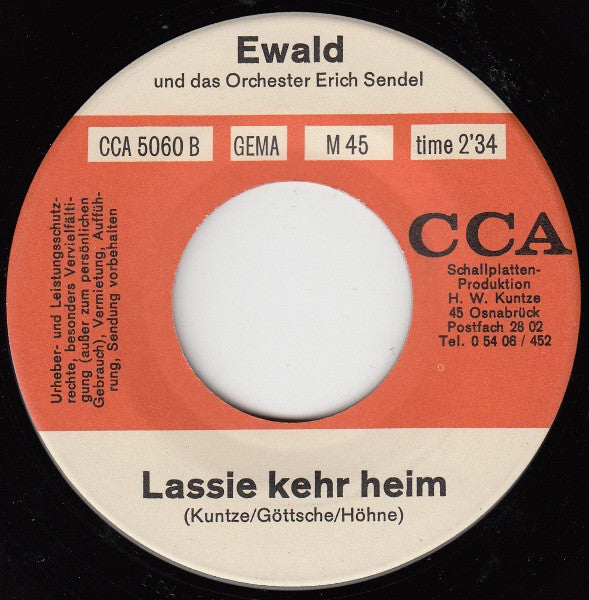 Ewald
und das Orchester Erich Sendel
CCA 5060 B
GEMA
M 45
time 2'34
Urheber- und Leistungsschutz-
rechte, besonders Vervielfälti-
gung (außer zum persönlichen
Gebrauch), Vermietung, Auffüh-
rung, Sendung vorbehalten
CCA
Schallplatten-
Produktion
H. W. Kuntze
45 Osnabrück
Postfach 28 02
Tel. 0 54 06 / 452
Lassie kehr heim
(Kuntze/Göttsche/Höhne)